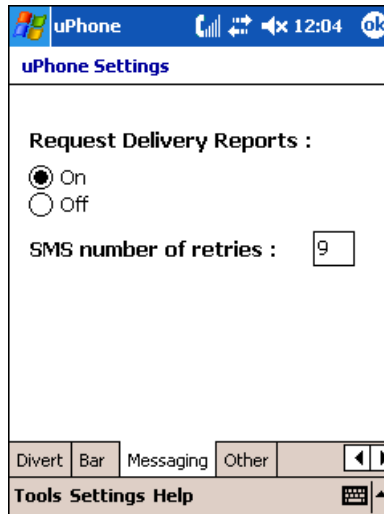 uPhone 12:04 ok
uPhone Settings
Request Delivery Reports :
On
Off
SMS number of retries : 9
Divert Bar Messaging Other
Tools Settings Help